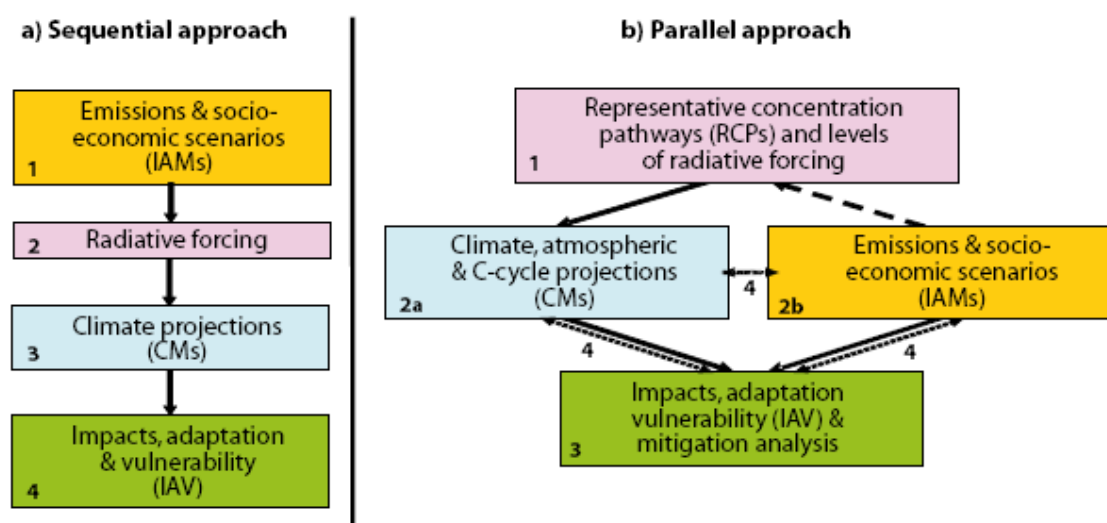 a) Sequential approach
Emissions & socio-
economic scenarios
(IAMs)
1
2 Radiative forcing
Climate projections
(CMs)
3
Impacts, adaptation
& vulnerability
(IAV)
4
b) Parallel approach
Representative concentration
pathways (RCPs) and levels
of radiative forcing
1
Climate, atmospheric
& C-cycle projections
(CMs)
2a
4
Emissions & socio-
economic scenarios
(IAMs)
2b
4
4
Impacts, adaptation
vulnerability (IAV) &
mitigation analysis
3